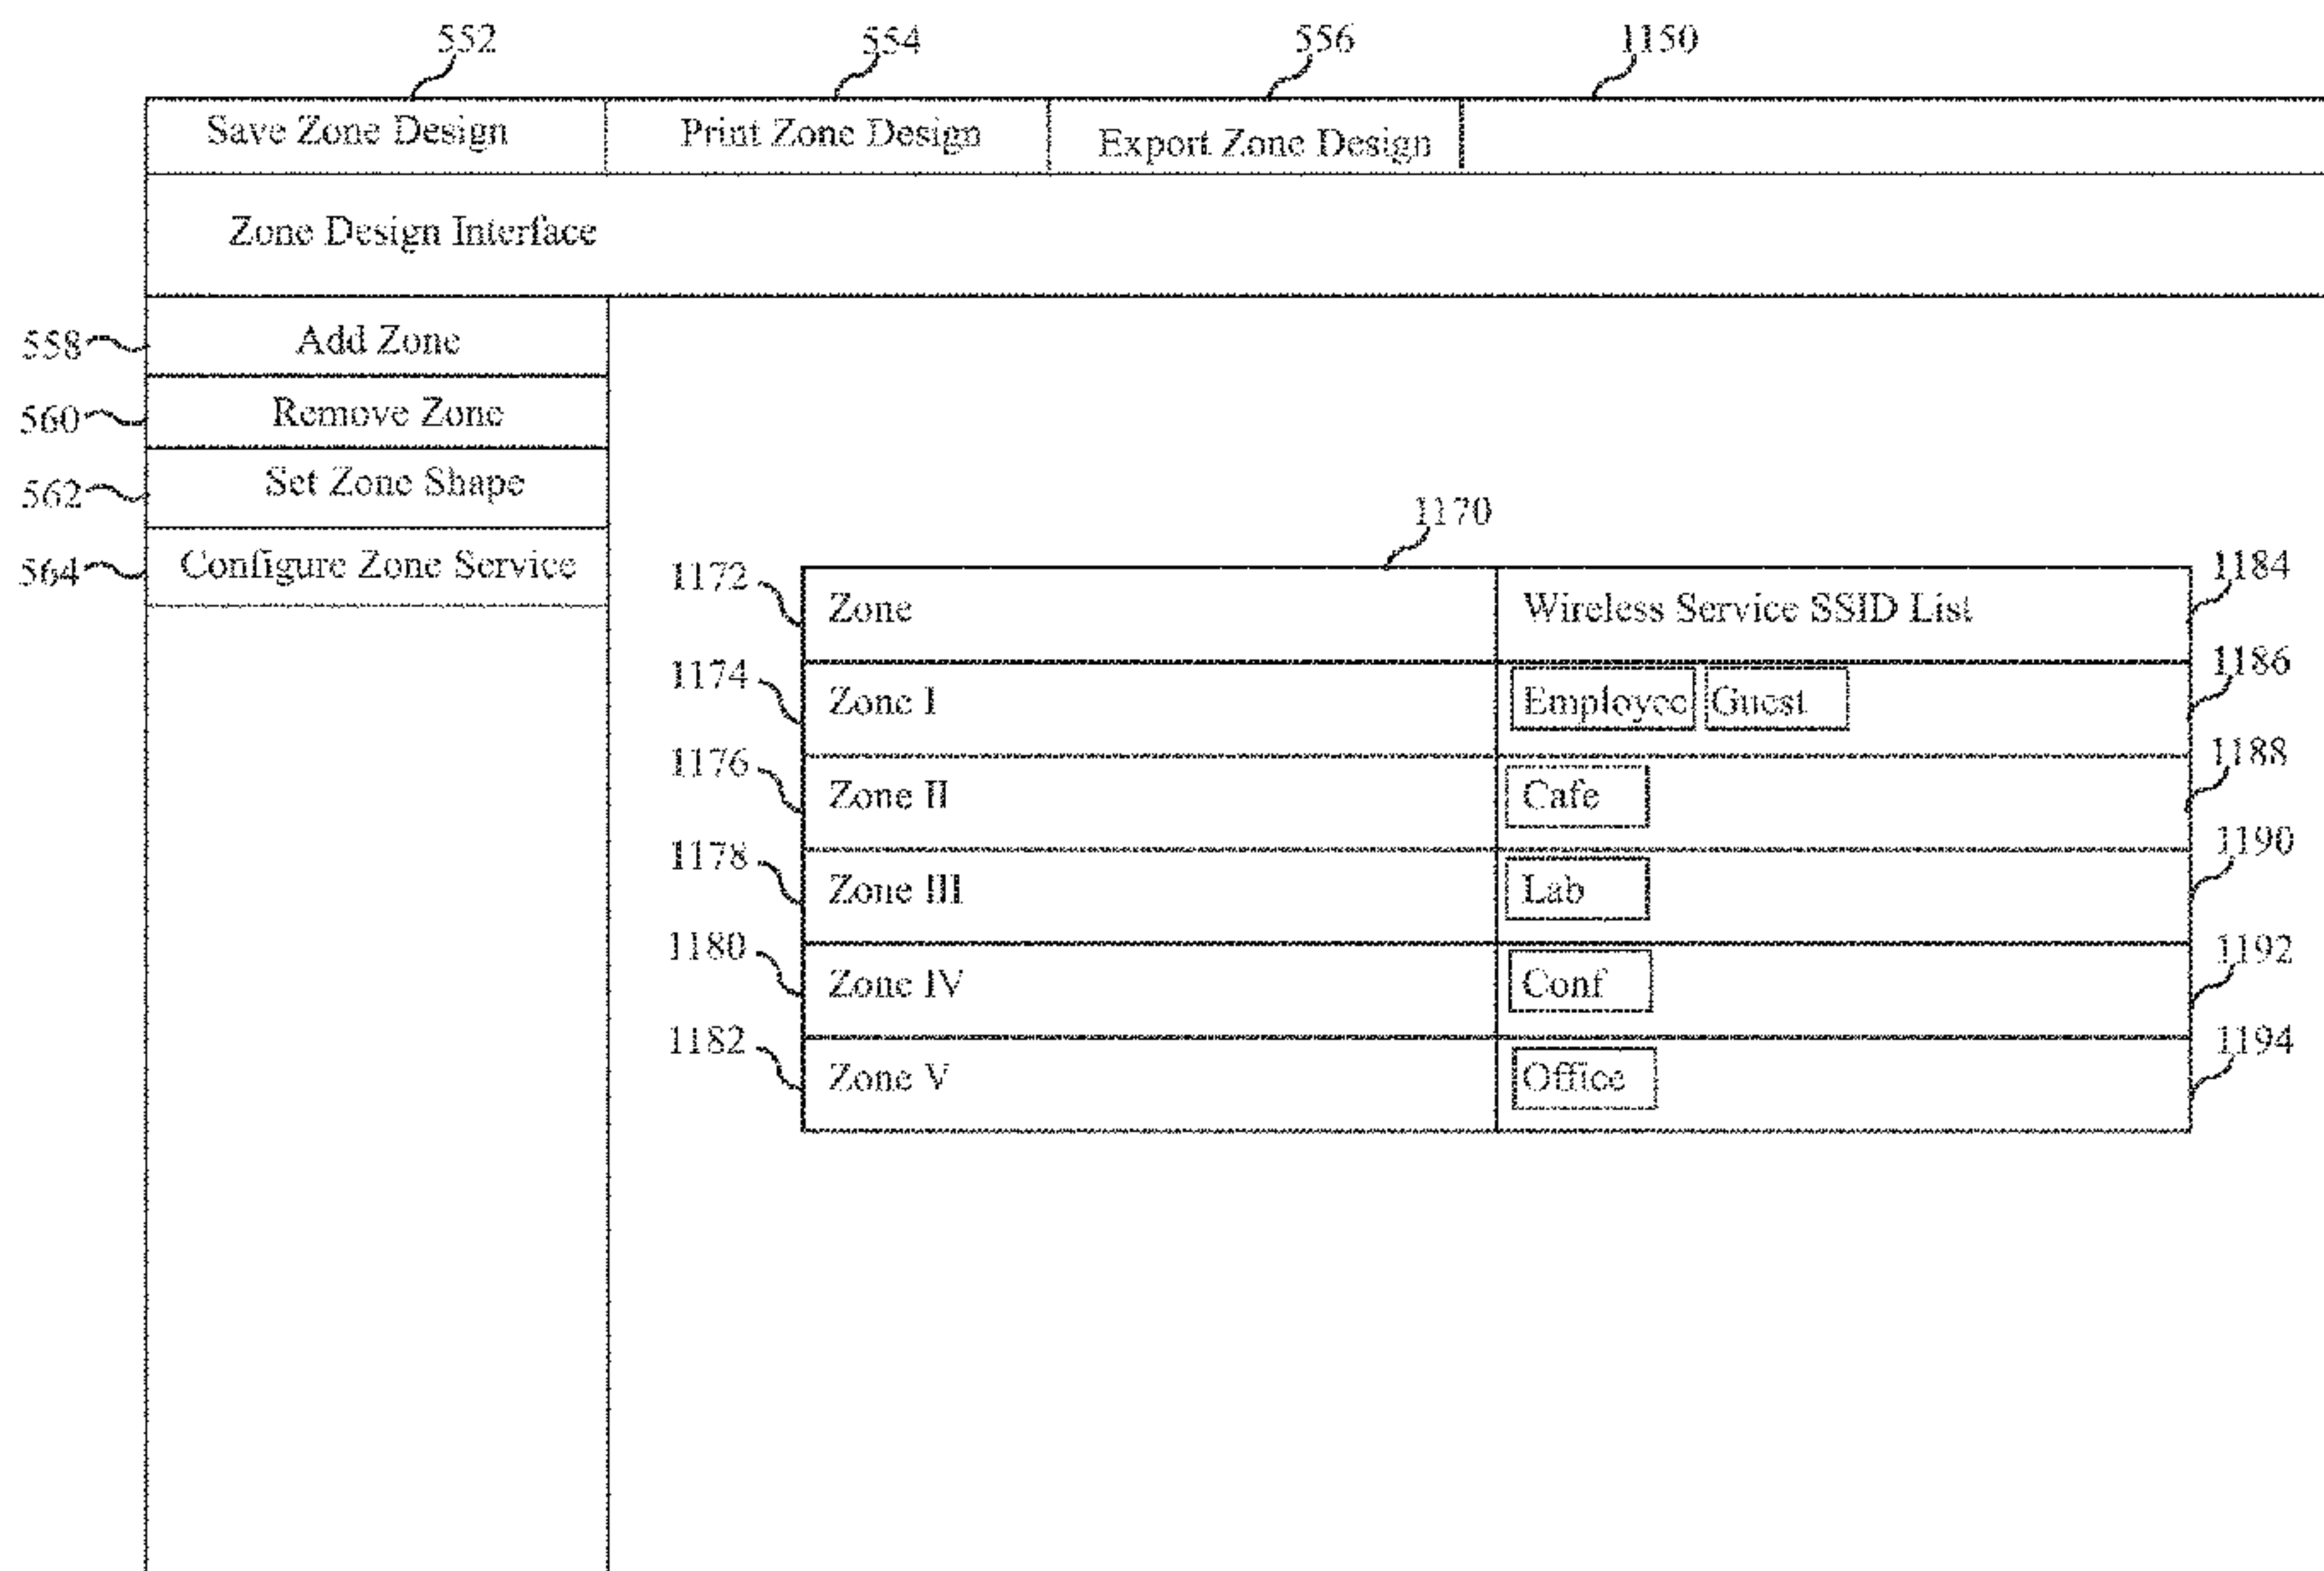 552 554 556 1150
Save Zone Design Print Zone Design Export Zone Design
Zone Design Interface
558 Add Zone
560 Remove Zone
562 Set Zone Shape
1170
564 Configure Zone Service
1172 Zone Wireless Service SSID List 1184
1174 Zone I Employee Guest 1186
1176 Zone II Cafe 1188
1178 Zone III Lab 1190
1180 Zone IV Conf 1192
1182 Zone V Office 1194